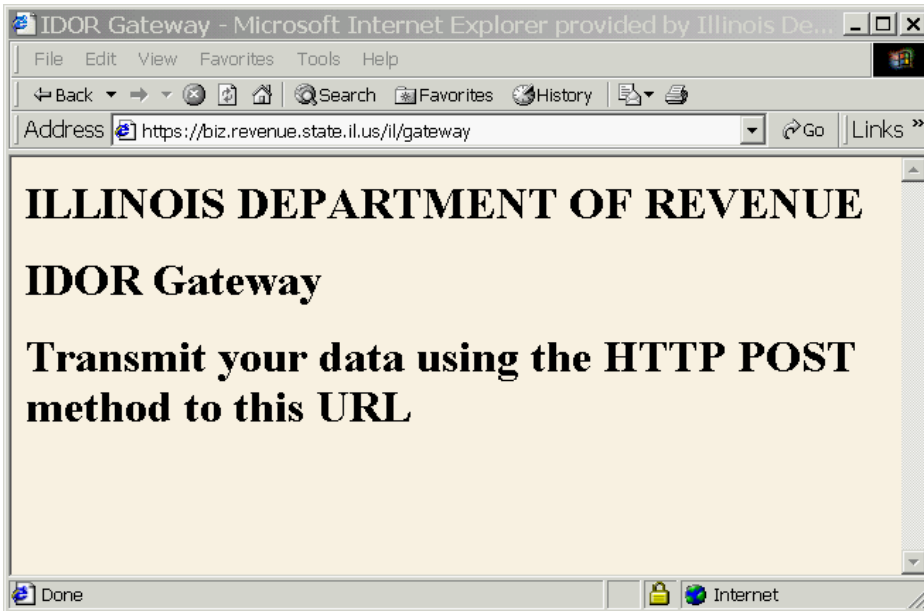 IDOR Gateway - Microsoft Internet Explorer provided by Illinois De...
File Edit View Favorites Tools Help
Back Search Favorites History
Address https://biz.revenue.state.il.us/il/gateway Go Links »
ILLINOIS DEPARTMENT OF REVENUE
IDOR Gateway
Transmit your data using the HTTP POST
method to this URL
Done Internet